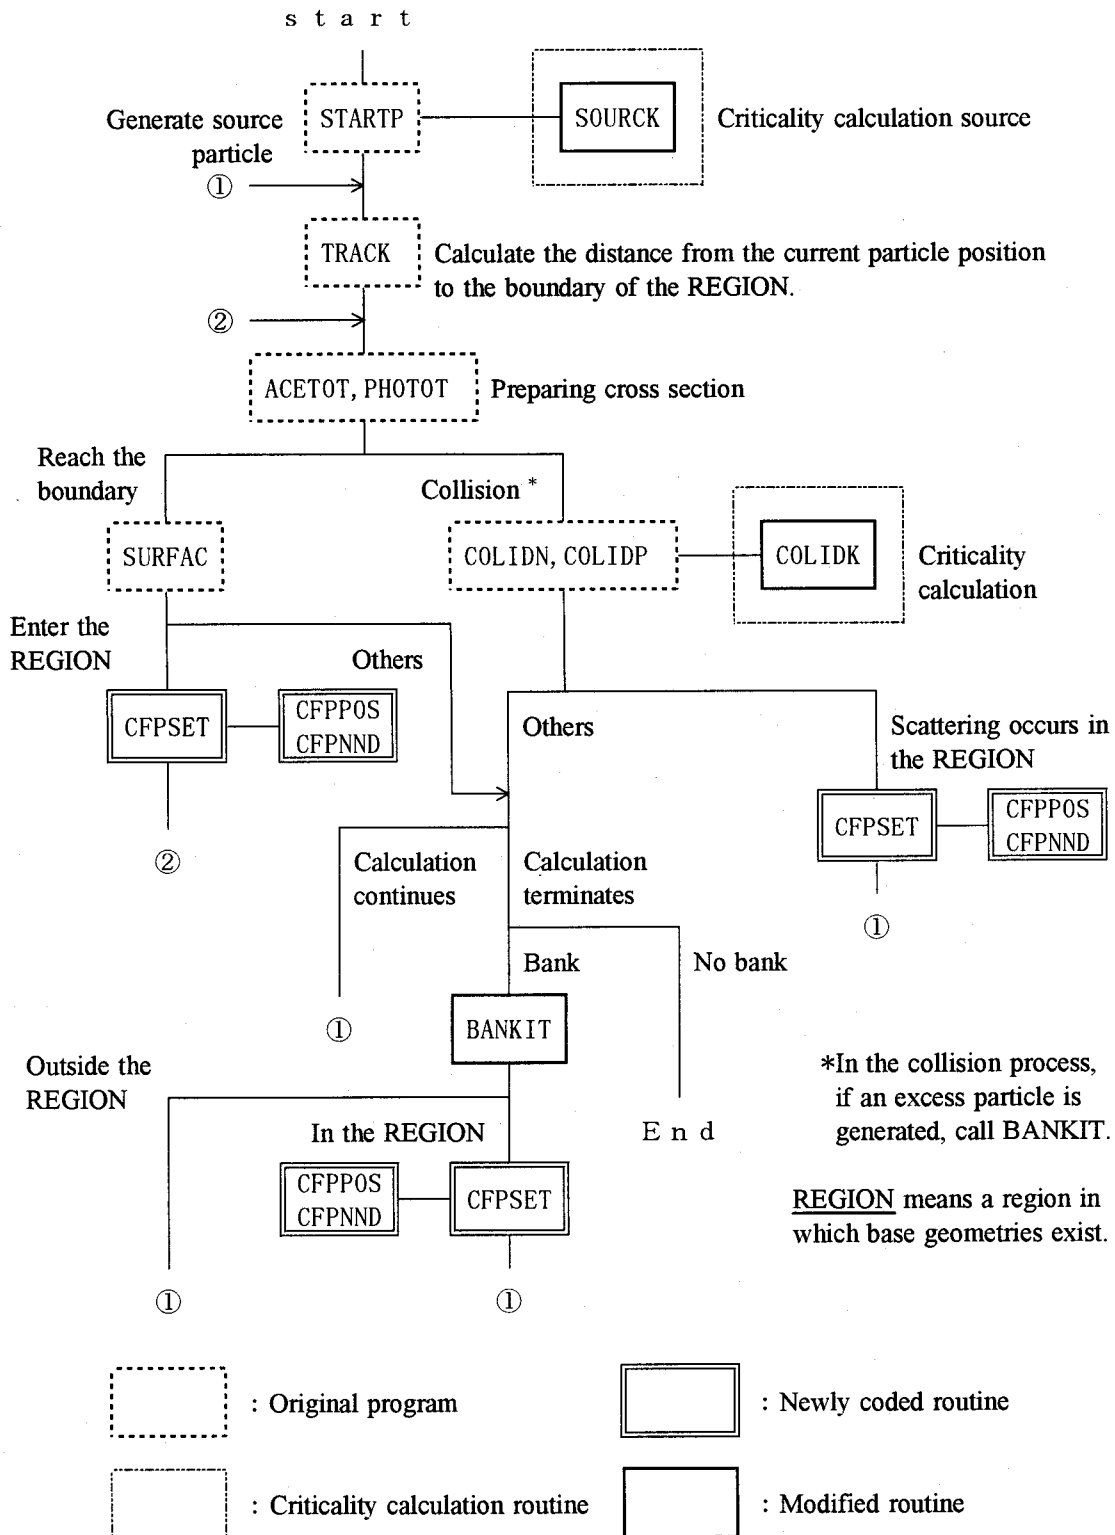 start
Generate source
particle
STARTP
SOURCK
Criticality calculation source
①
TRACK
Calculate the distance from the current particle position
to the boundary of the REGION.
②
ACETOT, PHOTOT
Preparing cross section
Reach the
boundary
Collision *
SURFAC
COLIDN, COLIDP
COLIDK
Criticality
calculation
Enter the
REGION
Others
CFPSET
CFPPOS
CFPNND
Others
Scattering occurs in
the REGION
CFPSET
CFPPOS
CFPNND
②
Calculation
continues
Calculation
terminates
①
Bank
No bank
①
BANKIT
Outside the
REGION
In the REGION
End
*In the collision process,
if an excess particle is
generated, call BANKIT.
CFPPOS
CFPNND
CFPSET
REGION means a region in
which base geometries exist.
①
①
: Original program
: Newly coded routine
: Criticality calculation routine
: Modified routine